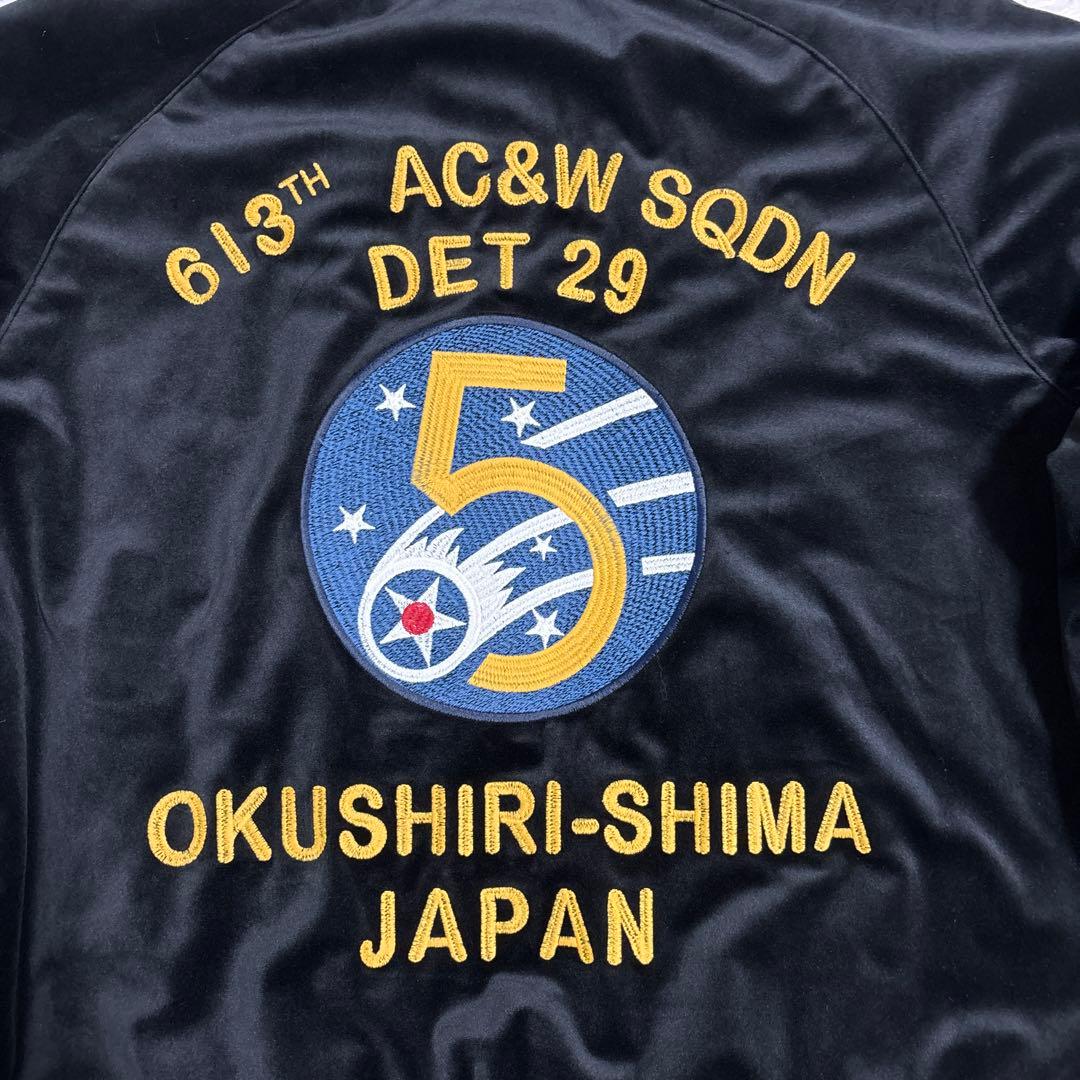 613TH AC&W SQDN
DET 29
5
OKUSHIRI-SHIMA
JAPAN